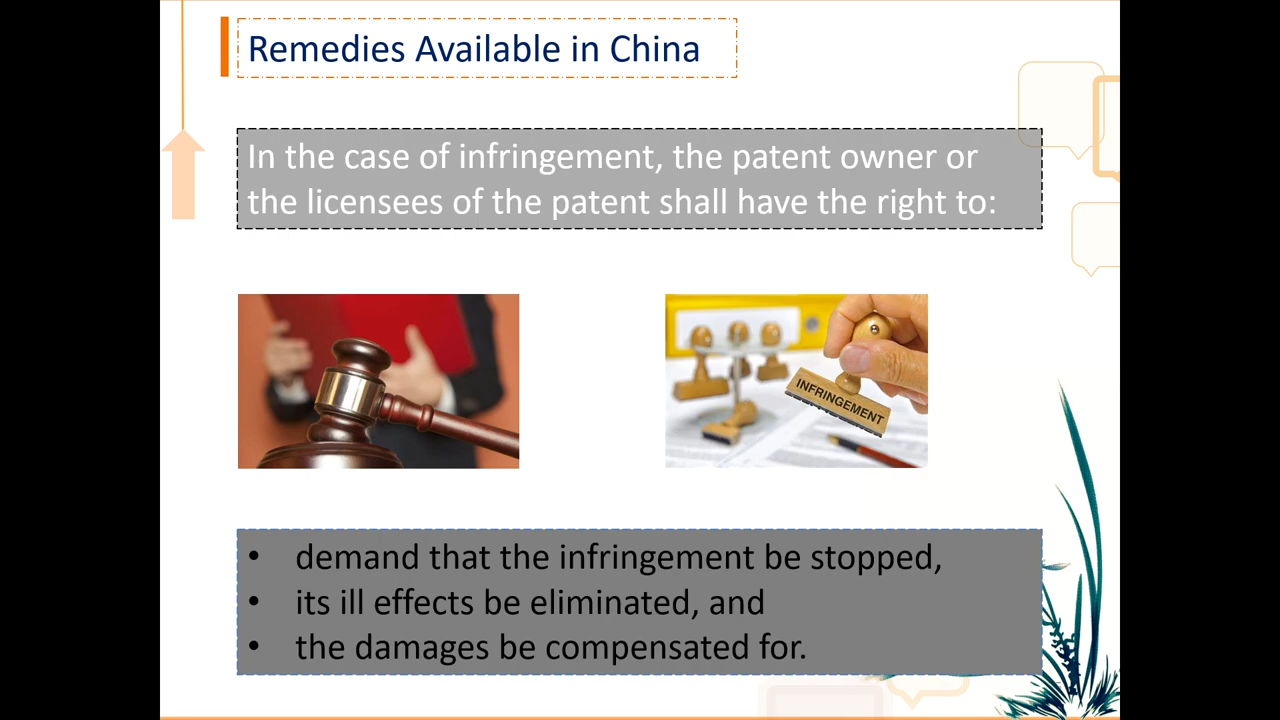 Remedies Available in China
In the case of infringement, the patent owner or
the licensees of the patent shall have the right to:
INFRINGEMENT
• demand that the infringement be stopped,
• its ill effects be eliminated, and
• the damages be compensated for.